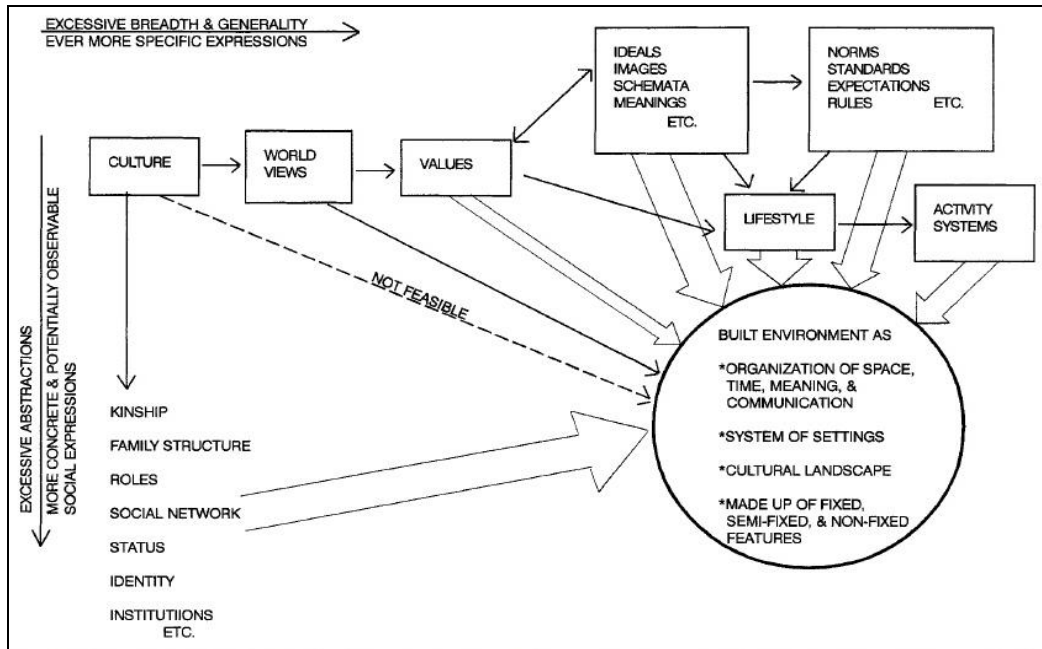 EXCESSIVE BREADTH & GENERALITY
EVER MORE SPECIFIC EXPRESSIONS
IDEALS
IMAGES
SCHEMATA
MEANINGS
ETC.
NORMS
STANDARDS
EXPECTATIONS
RULES ETC.
CULTURE
WORLD
VIEWS
VALUES
LIFESTYLE
ACTIVITY
SYSTEMS
EXCESSIVE ABSTRACTIONS
MORE CONCRETE & POTENTIALLY OBSERVABLE
SOCIAL EXPRESSIONS
NOT FEASIBLE
KINSHIP
FAMILY STRUCTURE
ROLES
SOCIAL NETWORK
STATUS
IDENTITY
INSTITUTIIONS
ETC.
BUILT ENVIRONMENT AS
*ORGANIZATION OF SPACE,
TIME, MEANING, &
COMMUNICATION
*SYSTEM OF SETTINGS
*CULTURAL LANDSCAPE
*MADE UP OF FIXED,
SEMI-FIXED, & NON-FIXED
FEATURES